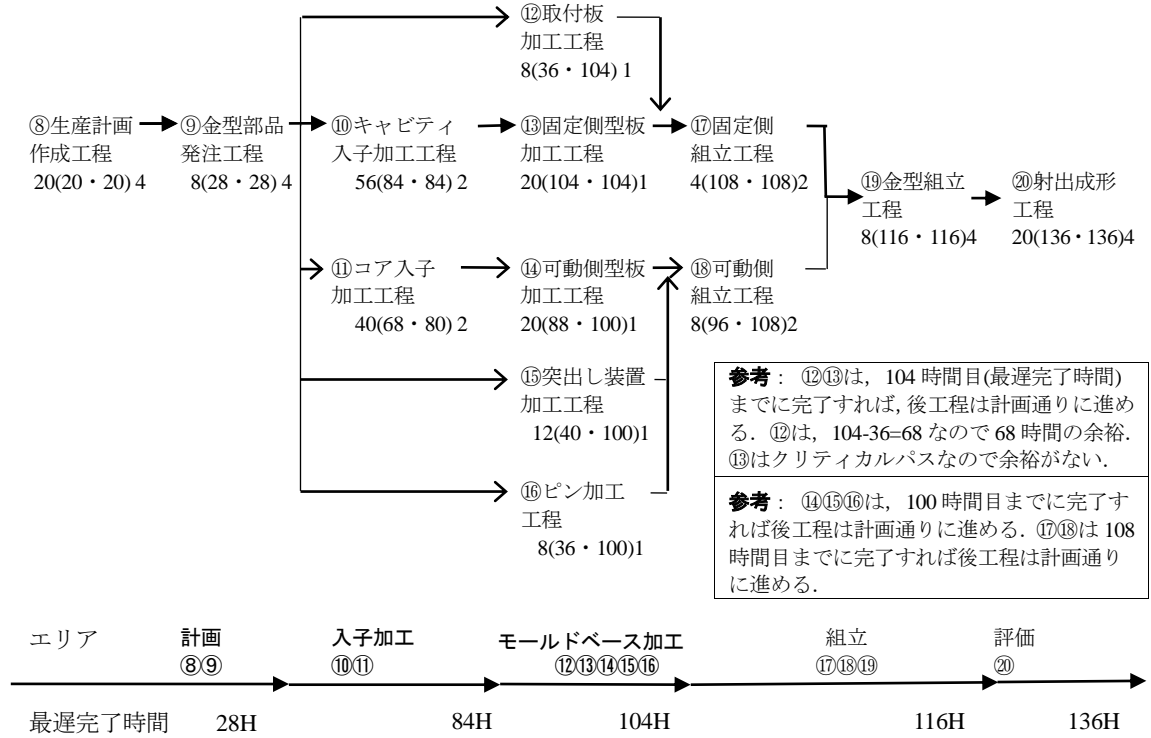 ⑫取付板
加工工程
8(36・104) 1
⑧生産計画
作成工程
20(20・20) 4
⑨金型部品
発注工程
8(28・28) 4
⑩キャビティ
入子加工工程
56(84・84) 2
⑬固定側型板
加工工程
20(104・104)1
⑰固定側
組立工程
4(108・108)2
⑲金型組立
工程
8(116・116)4
⑳射出成形
工程
20(136・136)4
⑪コア入子
加工工程
40(68・80) 2
⑭可動側型板
加工工程
20(88・100)1
⑱可動側
組立工程
8(96・108)2
⑮突出し装置
加工工程
12(40・100)1
⑯ピン加工
工程
8(36・100)1
参考： ⑫⑬は，104 時間目(最遅完了時間)
までに完了すれば，後工程は計画通りに進め
る．⑫は，104-36=68 なので 68 時間の余裕．
⑬はクリティカルパスなので余裕がない．
参考： ⑭⑮⑯は，100 時間目までに完了す
れば後工程は計画通りに進める．⑰⑱は 108
時間目までに完了すれば後工程は計画通り
に進める．
エリア 計画 入子加工 モールドベース加工 組立 評価
⑧⑨ ⑩⑪ ⑫⑬⑭⑮⑯ ⑰⑱⑲ ⑳
最遅完了時間 28H 84H 104H 116H 136H